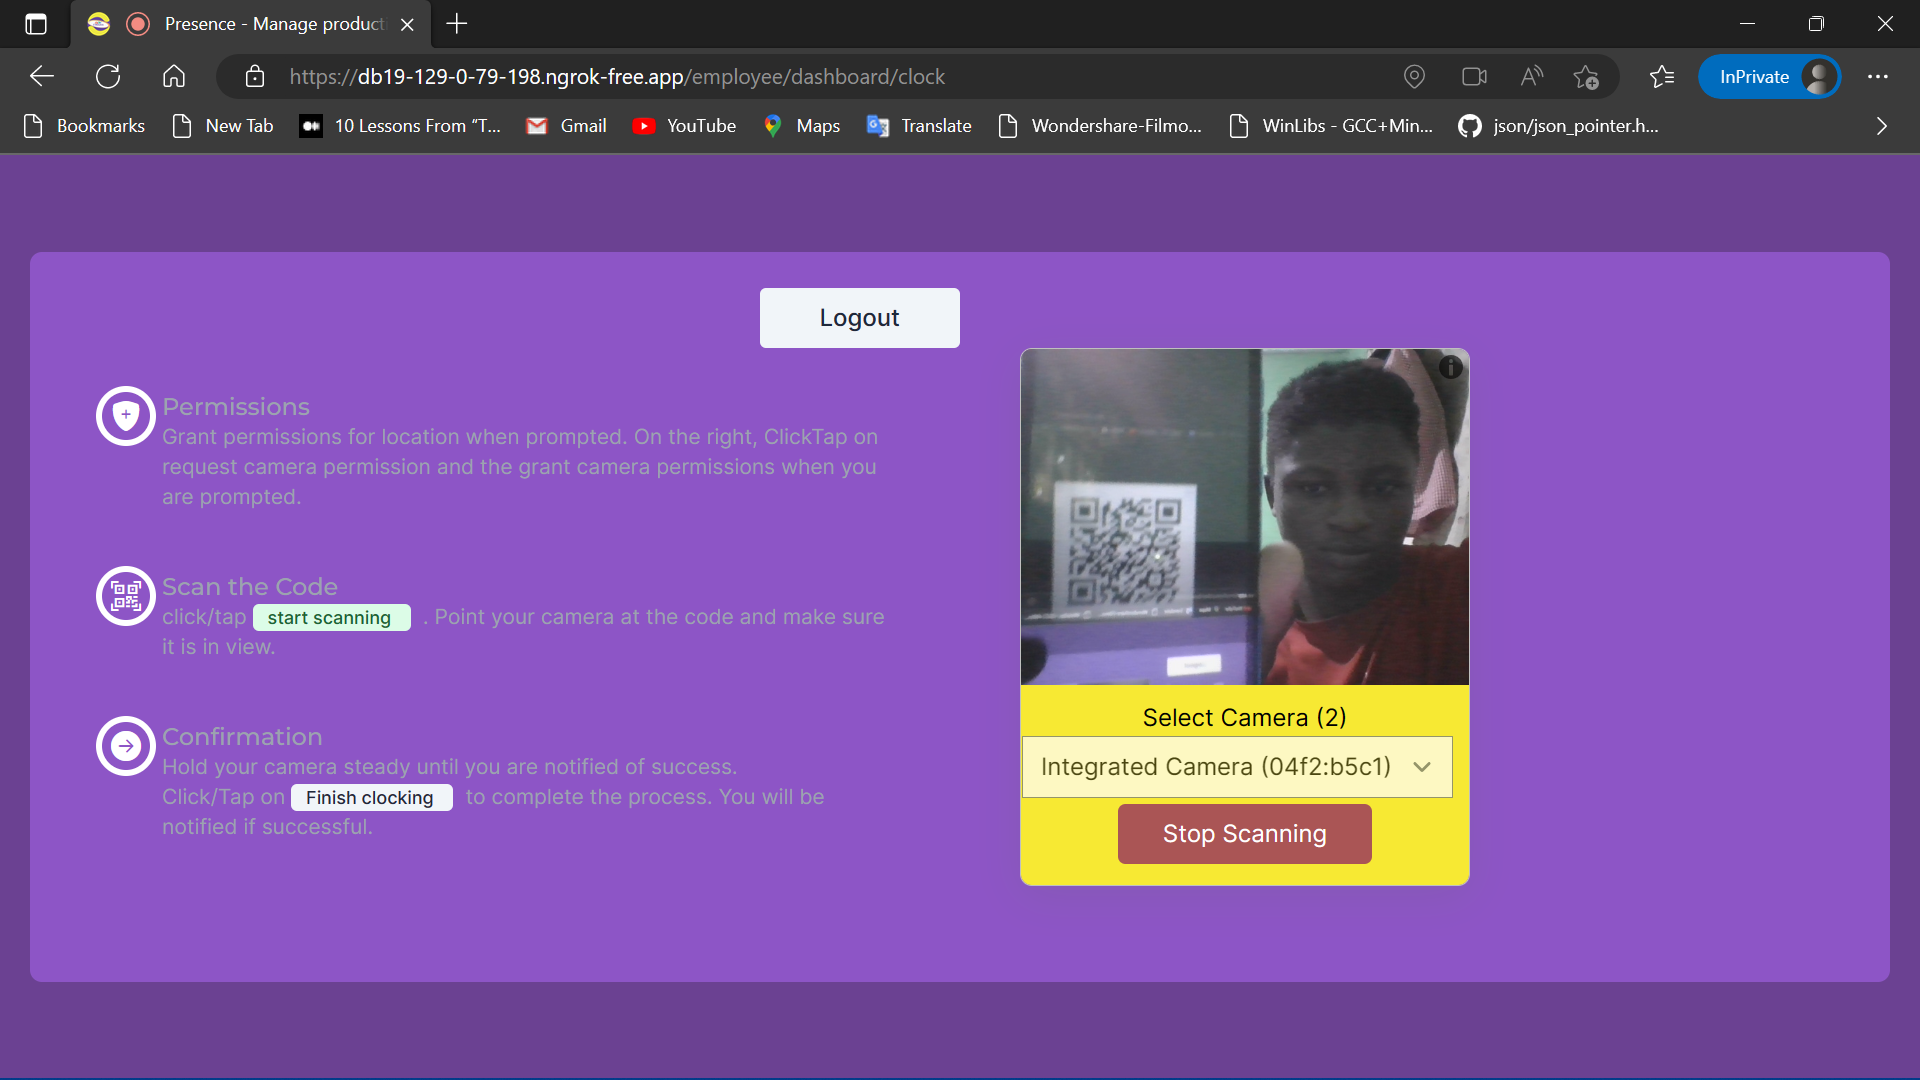 Presence - Manage producti
https://db19-129-0-79-198.ngrok-free.app/employee/dashboard/clock
InPrivate
Bookmarks New Tab 10 Lessons From “T... Gmail YouTube Maps Translate Wondershare-Filmo... WinLibs - GCC+Min... json/json_pointer.h...
Logout
Permissions
Grant permissions for location when prompted. On the right, ClickTap on
request camera permission and the grant camera permissions when you
are prompted.
Scan the Code
click/tap start scanning . Point your camera at the code and make sure
it is in view.
Confirmation
Hold your camera steady until you are notified of success.
Click/Tap on Finish clocking to complete the process. You will be
notified if successful.
Select Camera (2)
Integrated Camera (04f2:b5c1)
Stop Scanning